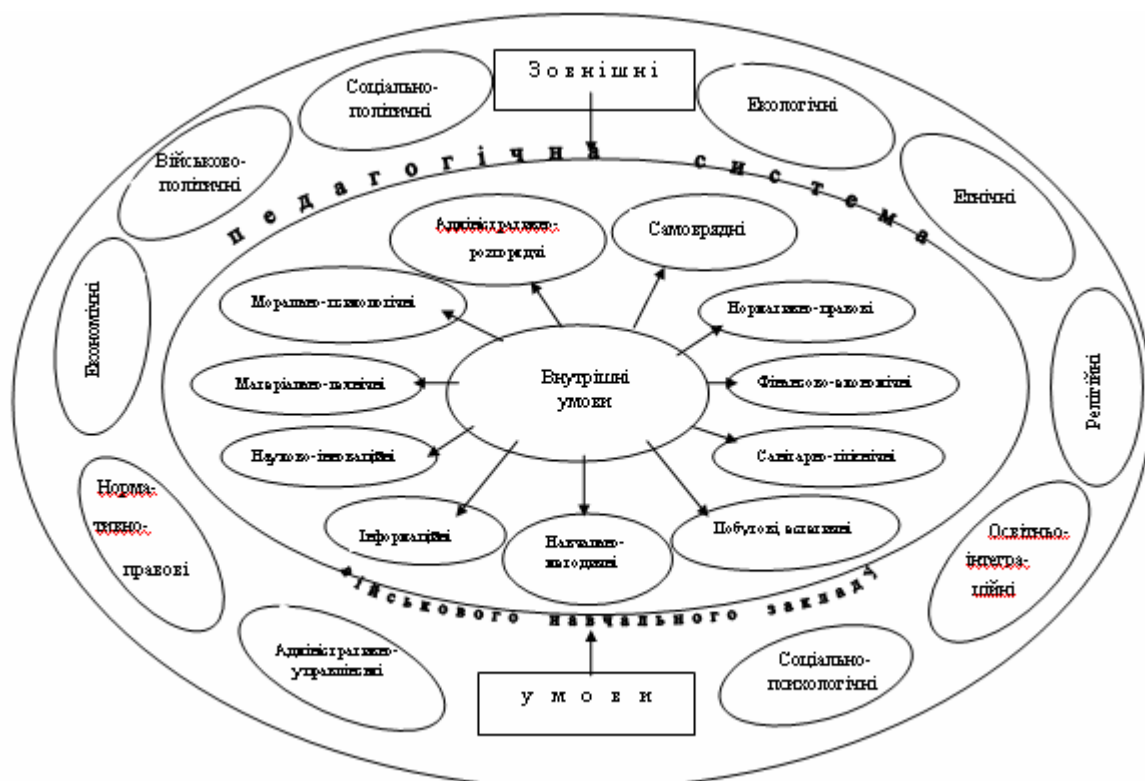 Зовнішні
Соціально-
політичні
Екологічні
Військово-
політичні
Етнічні
педагогічна система
Адміністративно-
розпорядчі
Самоврядні
Морально-психологічні
Нормативно-правові
Економічні
Матеріально-технічні
Внутрішні
умови
Фінансово-економічні
Релігійні
Науково-інноваційні
Санітарно-гігієнічні
Норма-
тивно-
правові
Інформаційні
Навчально-
методичні
Побутові, естетичні
Освітньо-
інтегра-
ційні
військового навчального закладу
Адміністративно-
управлінські
умови
Соціально-
психологічні